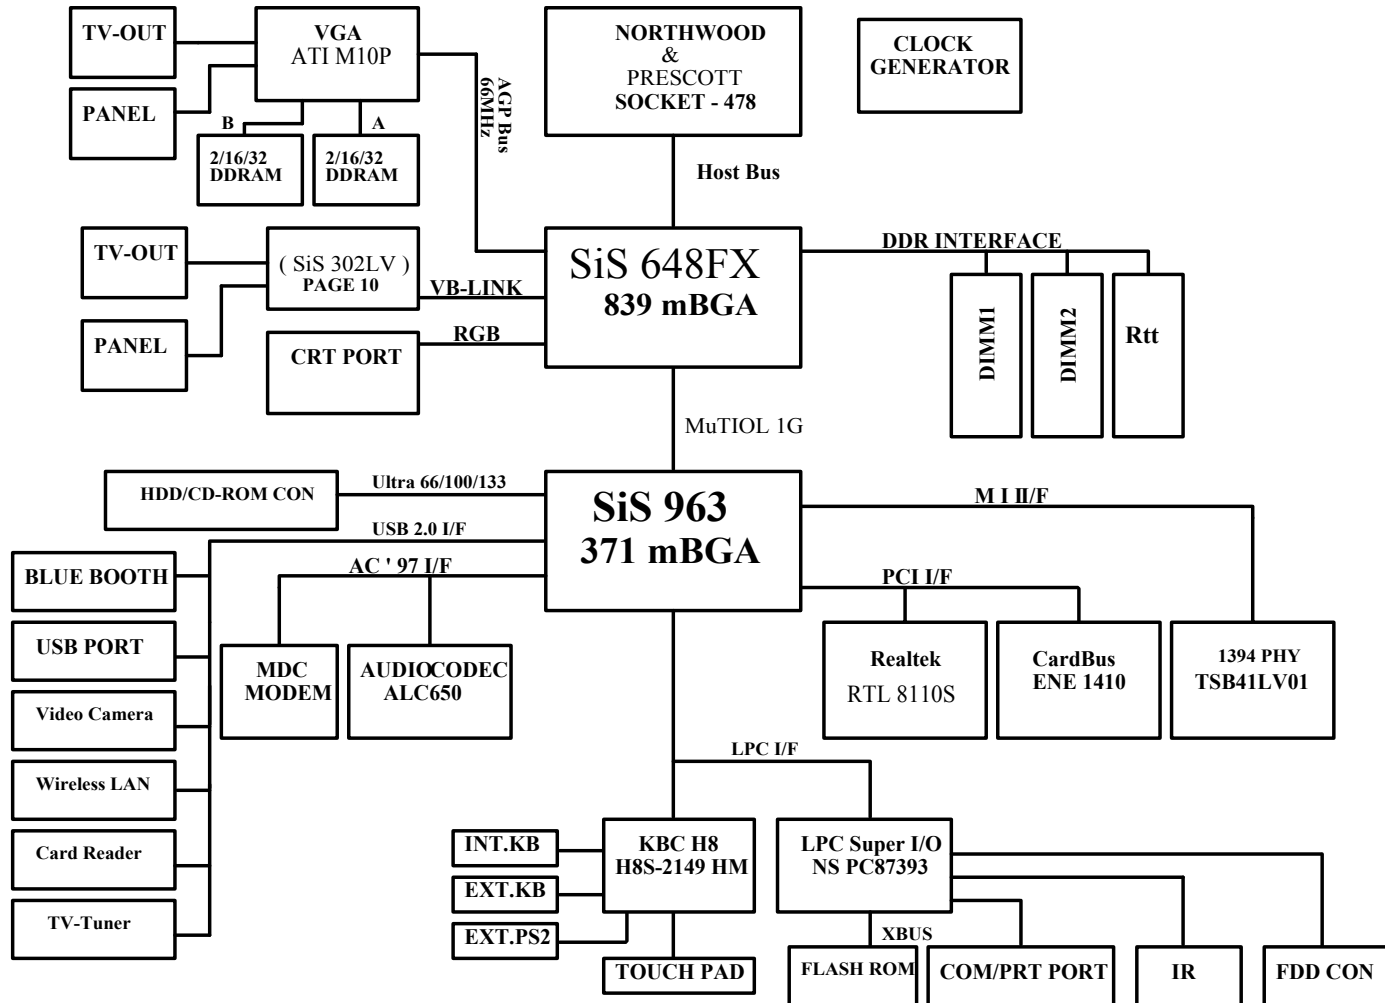 TV-OUT
VGA
ATI M10P
PANEL
B
A
2/16/32
DDRAM
2/16/32
DDRAM
AGP Bus
66MHz
NORTHWOOD
&
PRESCOTT
SOCKET - 478
CLOCK
GENERATOR
Host Bus
TV-OUT
( SiS 302LV )
PAGE 10
VB-LINK
PANEL
CRT PORT
RGB
SiS 648FX
839 mBGA
DDR INTERFACE
DIMM1
DIMM2
Rtt
MuTIOL 1G
HDD/CD-ROM CON
Ultra 66/100/133
USB 2.0 I/F
AC ' 97 I/F
SiS 963
371 mBGA
M I II/F
PCI I/F
BLUE BOOTH
USB PORT
Video Camera
Wireless LAN
Card Reader
TV-Tuner
MDC
MODEM
AUDIOCODEC
ALC650
Realtek
RTL 8110S
CardBus
ENE 1410
1394 PHY
TSB41LV01
LPC I/F
INT.KB
EXT.KB
EXT.PS2
KBC H8
H8S-2149 HM
TOUCH PAD
LPC Super I/O
NS PC87393
XBUS
FLASH ROM
COM/PRT PORT
IR
FDD CON